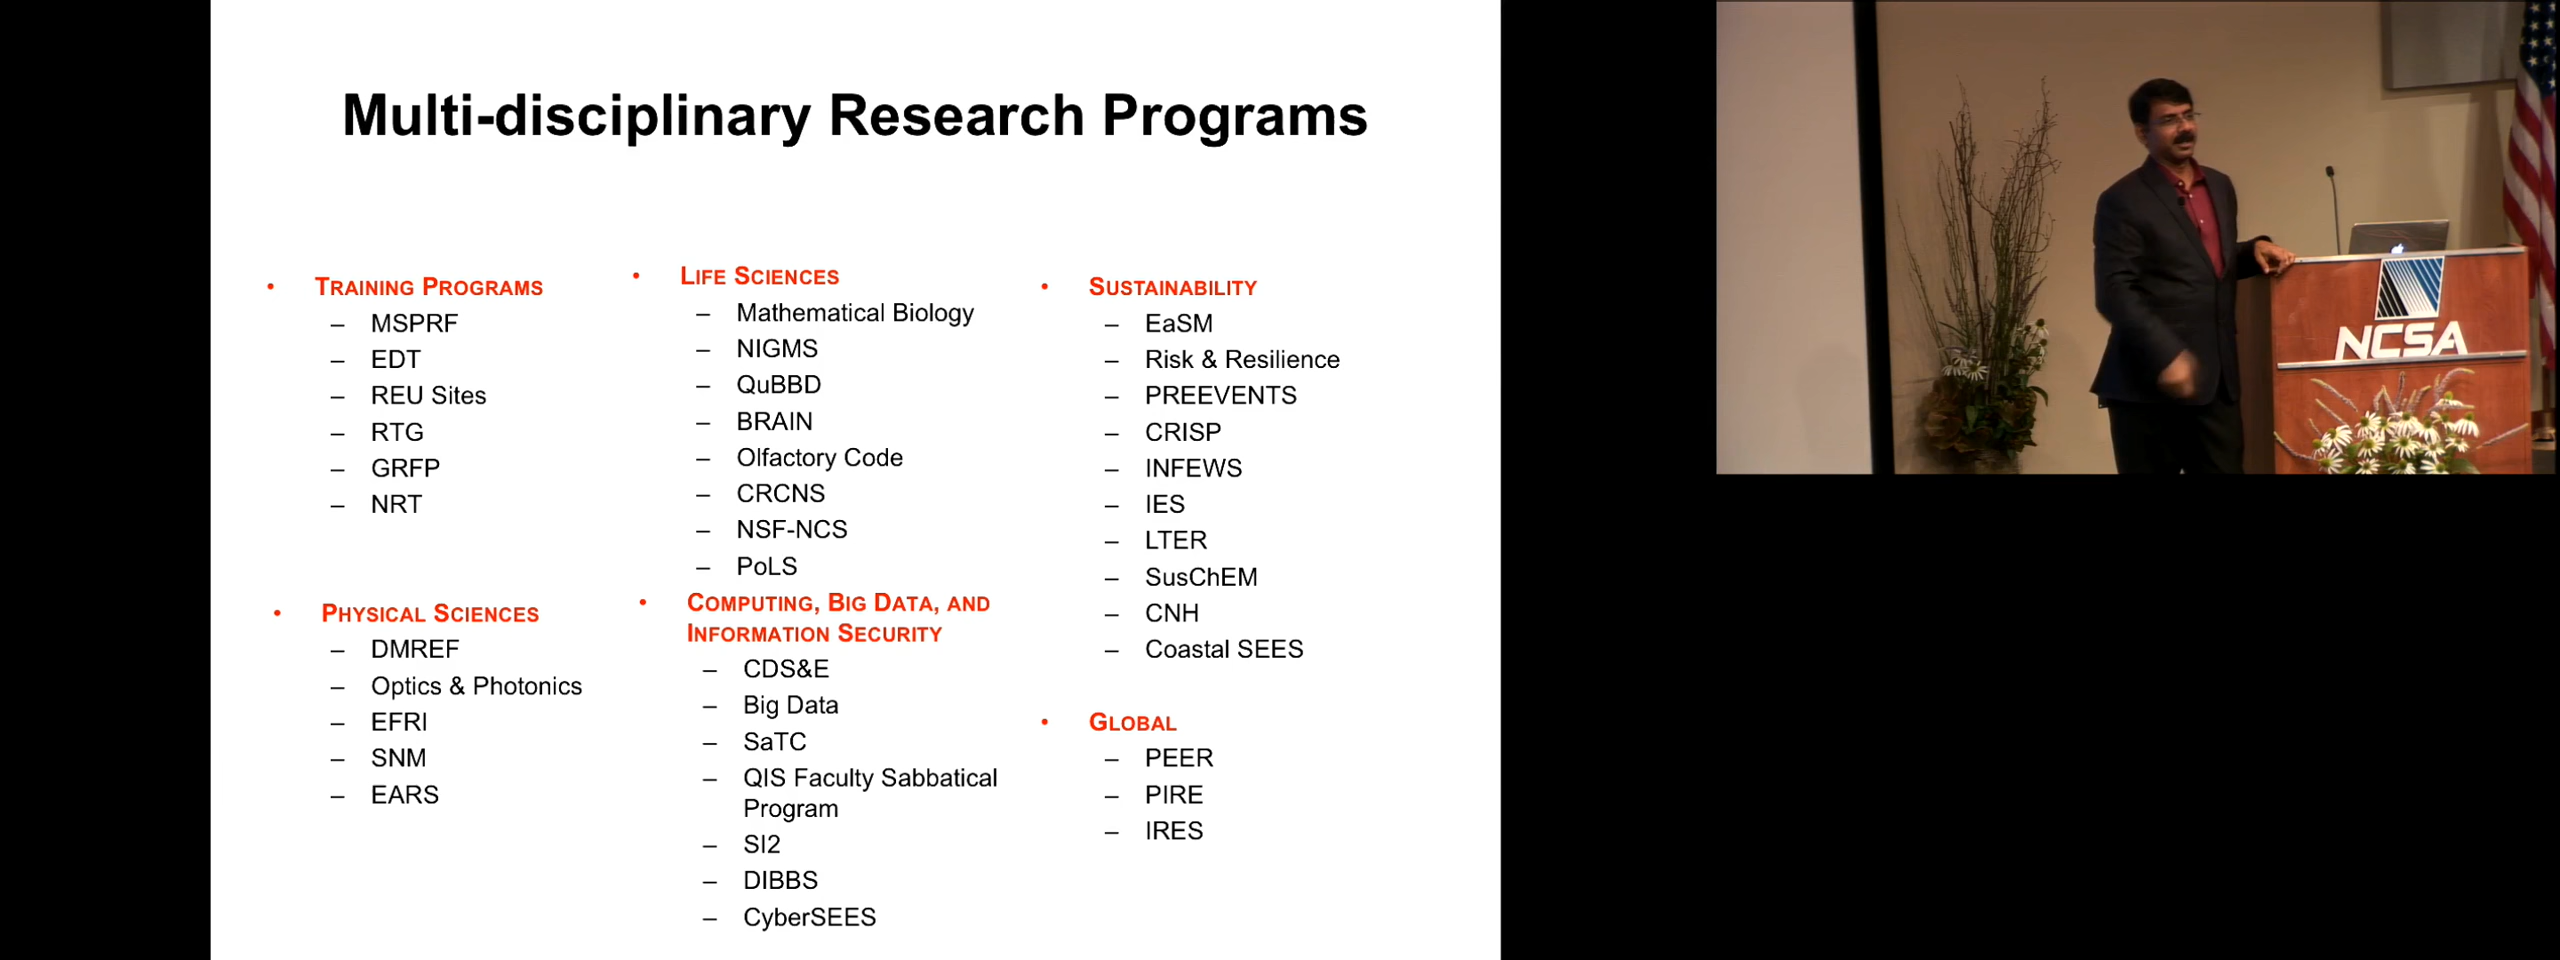 Multi-disciplinary Research Programs
• TRAINING PROGRAMS
– MSPRF
– EDT
– REU Sites
– RTG
– GRFP
– NRT
• PHYSICAL SCIENCES
– DMREF
– Optics & Photonics
– EFRI
– SNM
– EARS
• LIFE SCIENCES
– Mathematical Biology
– NIGMS
– QuBBD
– BRAIN
– Olfactory Code
– CRCNS
– NSF-NCS
– PoLS
• COMPUTING, BIG DATA, AND
INFORMATION SECURITY
– CDS&E
– Big Data
– SaTC
– QIS Faculty Sabbatical
Program
– SI2
– DIBBS
– CyberSEES
• SUSTAINABILITY
– EaSM
– Risk & Resilience
– PREEVENTS
– CRISP
– INFEWS
– IES
– LTER
– SusChEM
– CNH
– Coastal SEES
• GLOBAL
– PEER
– PIRE
– IRES
NCSA